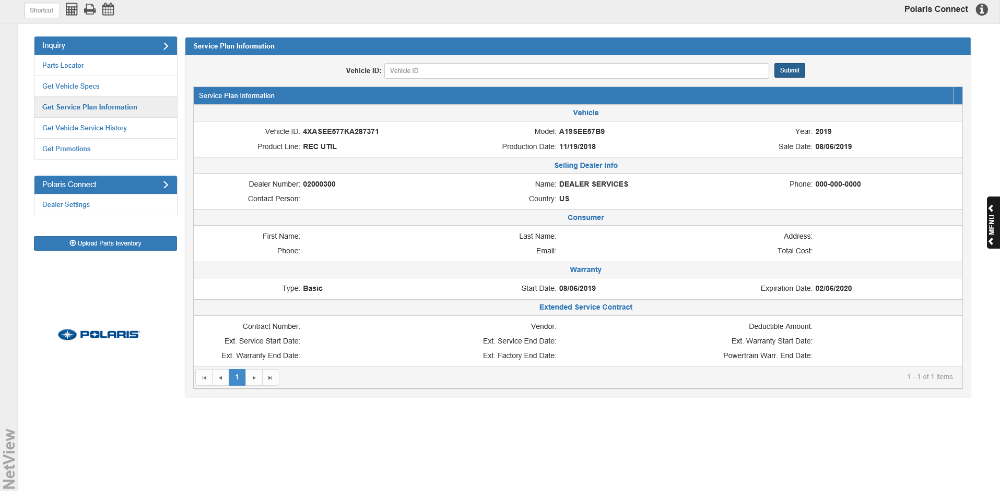 Shortcut
Polaris Connect
Inquiry
Parts Locator
Get Vehicle Specs
Get Service Plan Information
Get Vehicle Service History
Get Promotions
Polaris Connect
Dealer Settings
Upload Parts Inventory
POLARIS
NetView
Service Plan Information
Vehicle ID: Vehicle ID Submit
Service Plan Information
Vehicle
Vehicle ID: 4XASEE577KA287371 Model: A19SEE57B9 Year: 2019
Product Line: REC UTIL Production Date: 11/19/2018 Sale Date: 08/06/2019
Selling Dealer Info
Dealer Number: 02000300 Name: DEALER SERVICES Phone: 000-000-0000
Contact Person: Country: US
Consumer
First Name: Last Name: Address:
Phone: Email: Total Cost:
Warranty
Type: Basic Start Date: 08/06/2019 Expiration Date: 02/06/2020
Extended Service Contract
Contract Number: Vendor: Deductible Amount:
Ext. Service Start Date: Ext. Service End Date: Ext. Warranty Start Date:
Ext. Warranty End Date: Ext. Factory End Date: Powertrain Warr. End Date:
1 1 - 1 of 1 items
MENU